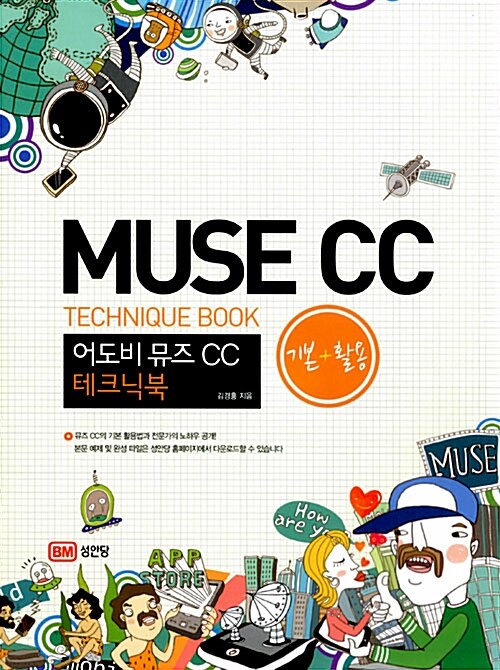 MUSE CC
TECHNIQUE BOOK
어도비 뮤즈 CC
테크닉북
김경홍 지음
기본+활용
뮤즈 CC의 기본 활용법과 전문가의 노하우 공개!
본문 예제 및 완성 파일은 성안당 홈페이지에서 다운로드할 수 있습니다
MUSE
How are y
BM 성안당
APP STORE
d